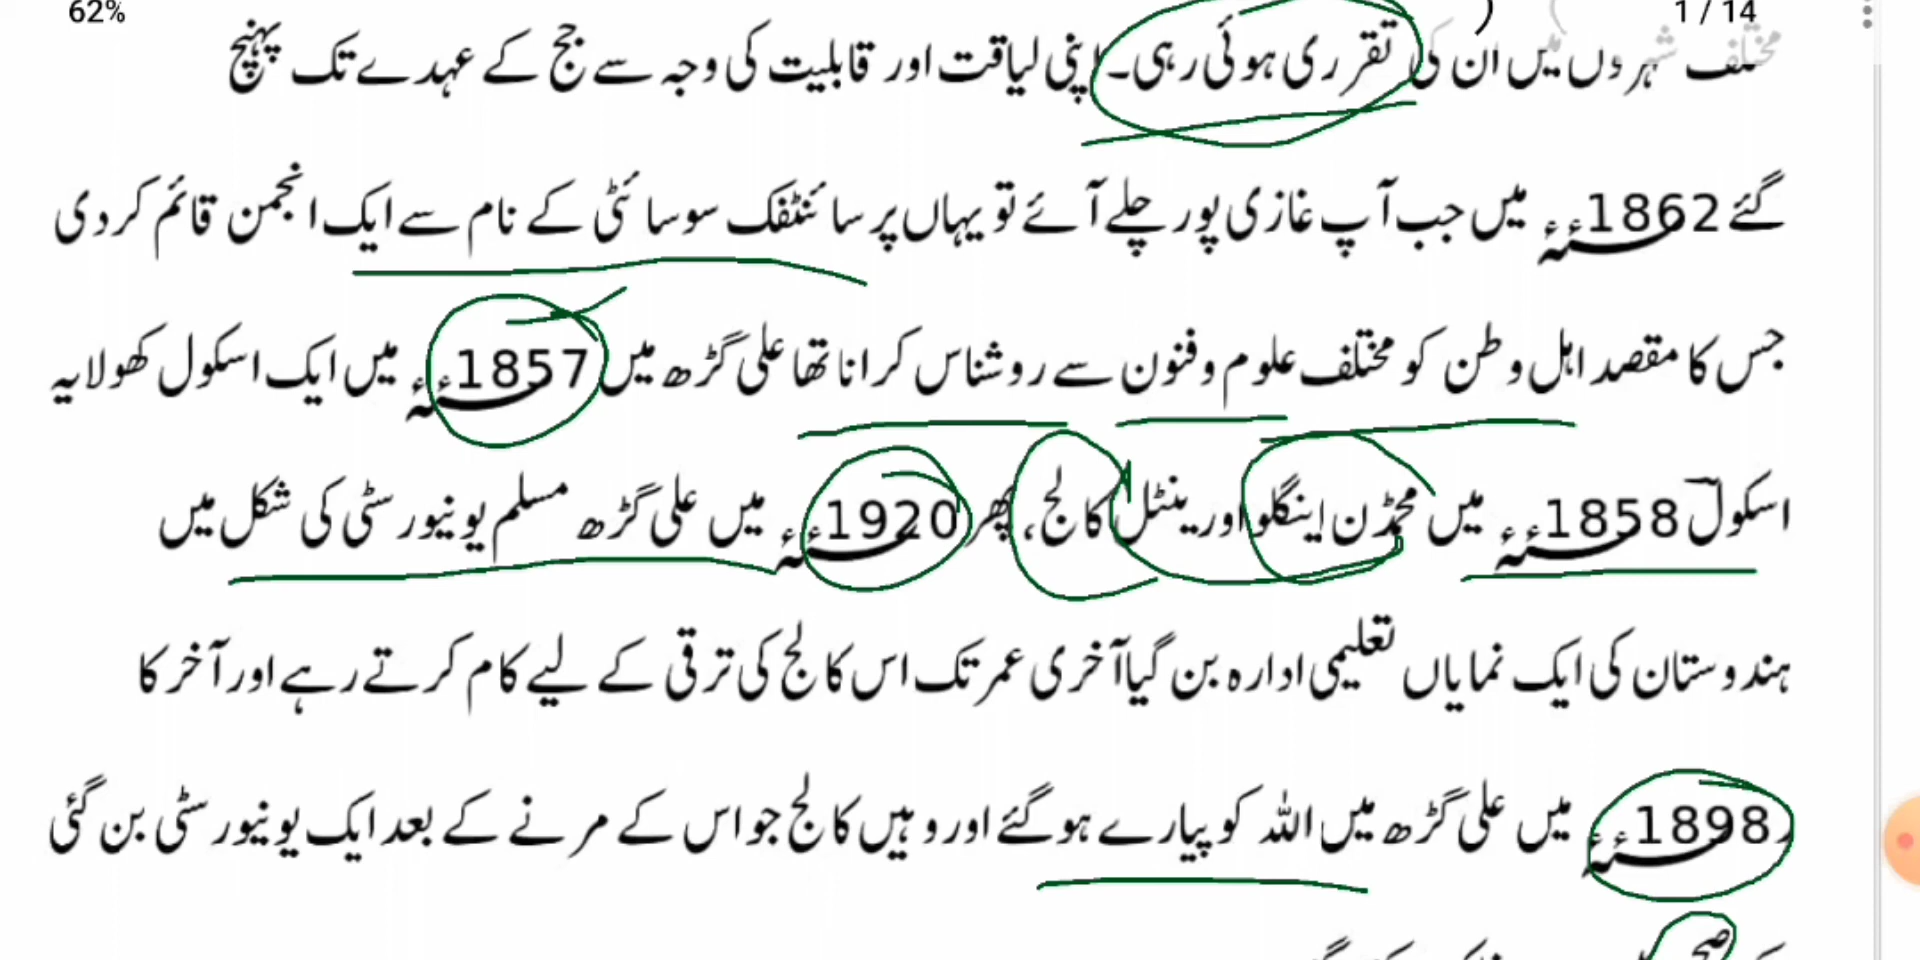 62%
1 / 14
مختلف شہروں میں ان کی تقرری ہوئی رہی۔ اپنی لیاقت اور قابلیت کی وجہ سے جج کے عہدے تک پہنچ
گئے 1862ء میں جب آپ غازی پور چلے آئے تو یہاں پر سائنٹفک سوسائٹی کے نام سے ایک انجمن قائم کر دی
جس کا مقصد اہل وطن کو مختلف علوم وفنون سے روشناس کرانا تھا علی گڑھ میں 1857ء میں ایک اسکول کھولا یہ
اسکول 1858ء میں محمڈن اینگلو اورینٹل کالج، پھر 1920ء میں علی گڑھ مسلم یونیورسٹی کی شکل میں
ہندوستان کی ایک نمایاں تعلیمی ادارہ بن گیا آخری عمر تک اس کالج کی ترقی کے لیے کام کرتے رہے اور آخر کا
ر 1898ء میں علی گڑھ میں اللہ کو پیارے ہو گئے اور وہیں کالج جو اس کے مرنے کے بعد ایک یونیورسٹی بن گئی